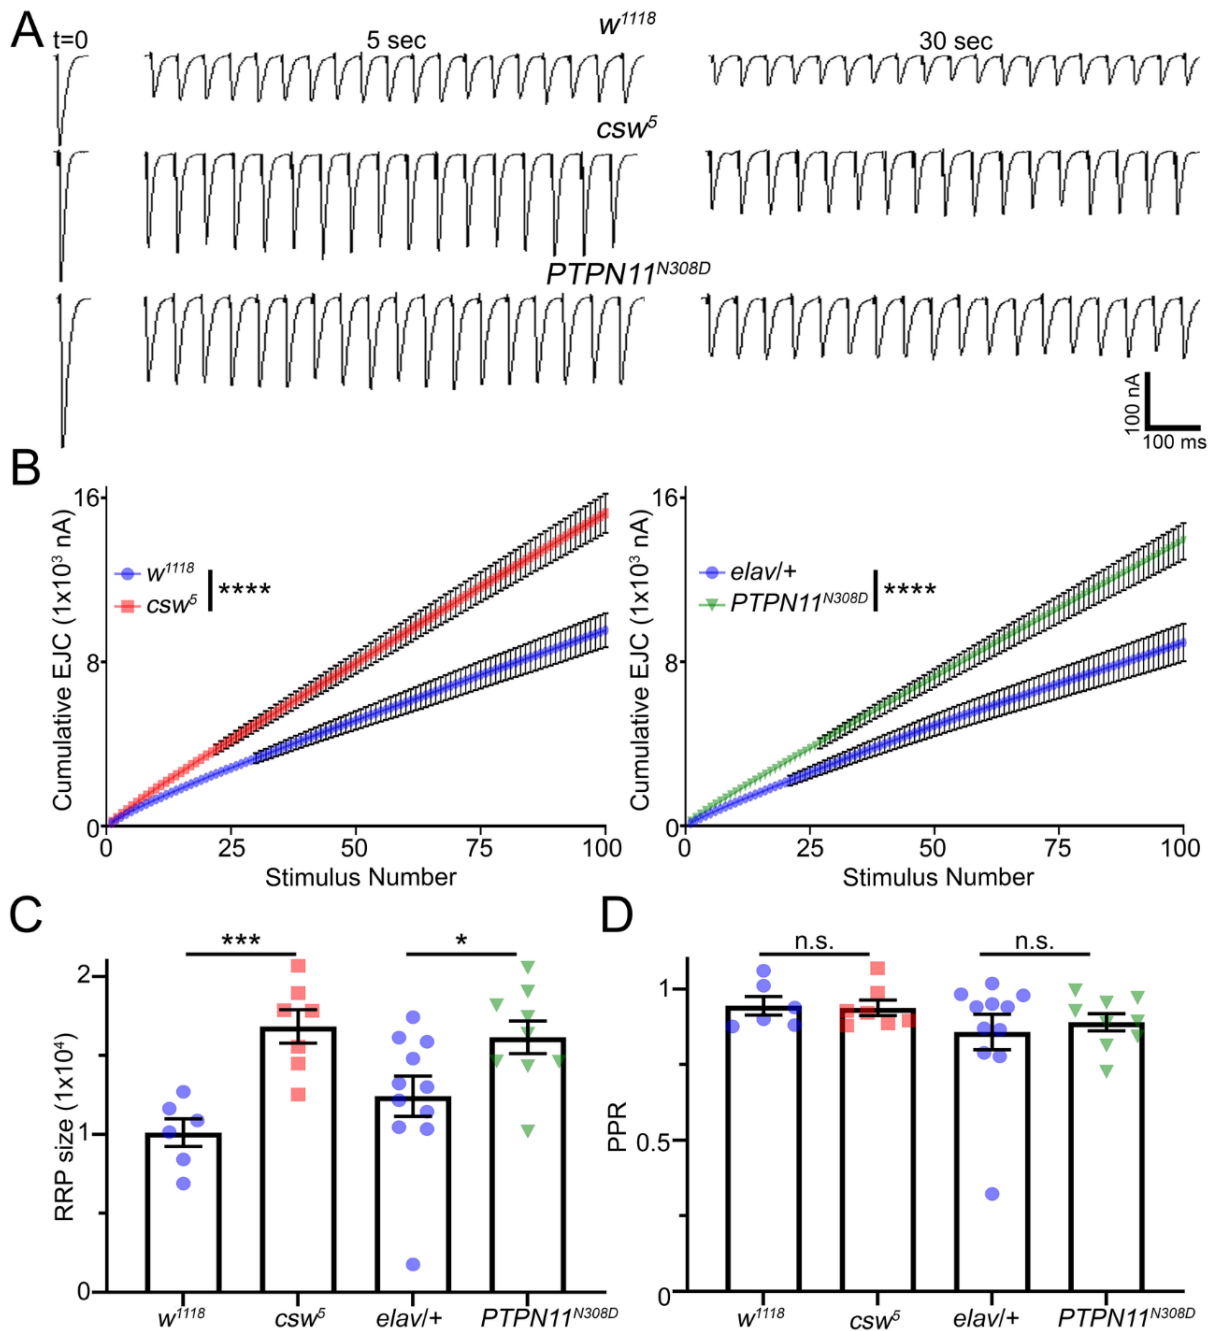 A
t=0
5 sec
w1118
30 sec
csw5
PTPN11N308D
100 nA
100 ms
B
16
8
0
Cumulative EJC (1x103 nA)
w1118
csw5
****
0
25
50
75
100
Stimulus Number
16
8
0
Cumulative EJC (1x103 nA)
elav/+
PTPN11N308D
****
0
25
50
75
100
Stimulus Number
C
***
*
2
1
0
RRP size (1x104)
w1118
csw5
elav/+
PTPN11N308D
D
n.s.
n.s.
1
0.5
0
PPR
w1118
csw5
elav/+
PTPN11N308D